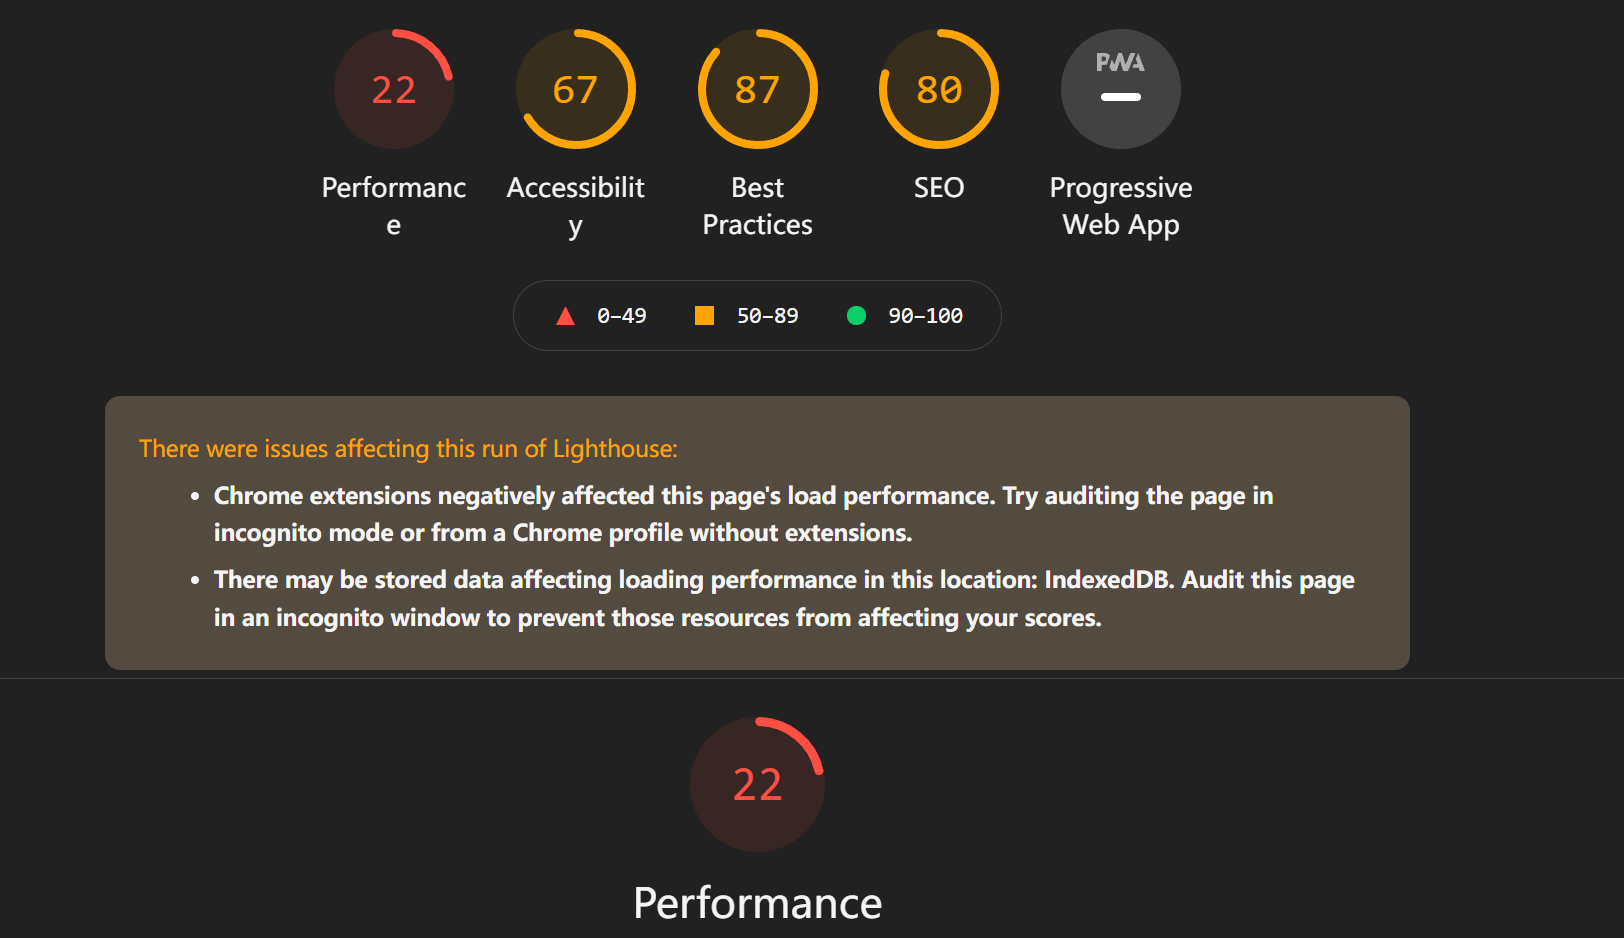 22
67
87
80
PWA
Performanc
e
Accessibilit
y
Best
Practices
SEO
Progressive
Web App
0–49
50–89
90–100
There were issues affecting this run of Lighthouse:
• Chrome extensions negatively affected this page's load performance. Try auditing the page in
incognito mode or from a Chrome profile without extensions.
• There may be stored data affecting loading performance in this location: IndexedDB. Audit this page
in an incognito window to prevent those resources from affecting your scores.
22
Performance